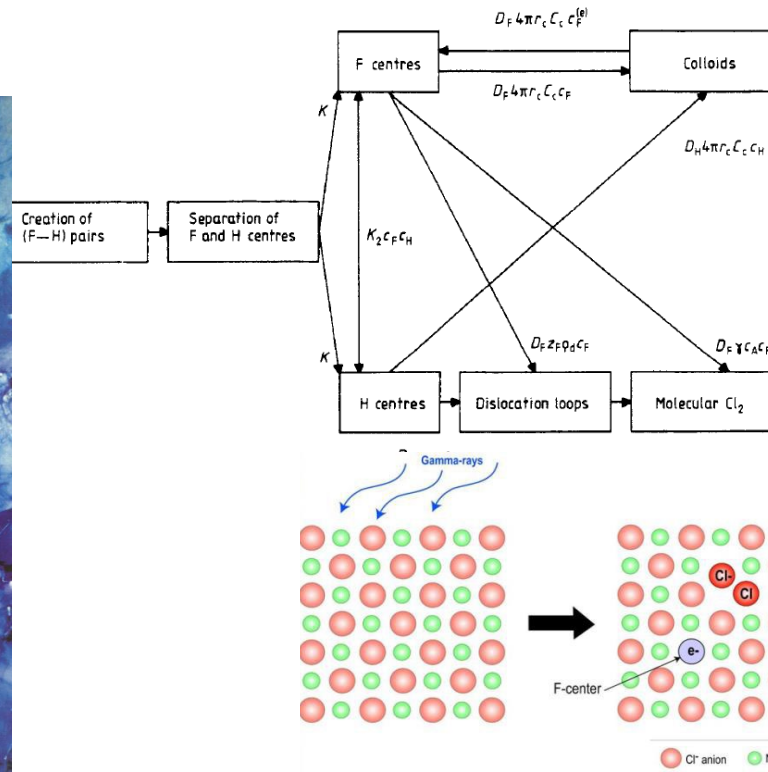 D_F 4πr_c C_c c_F^(e)
F centres
Colloids
D_F 4πr_c C_c c_F
K
D_H 4πr_c C_c c_H
Creation of
(F—H) pairs
Separation of
F and H centres
K_2 c_F c_H
K
D_F z_F ρ_d c_F
D_F γ c_A c_F
H centres
Dislocation loops
Molecular Cl_2
Gamma-rays
Cl-
Cl
e-
F-center
Cl⁻ anion